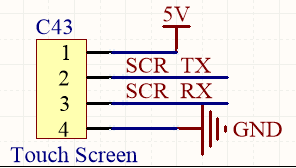 C43
5V
1
2 SCR TX
3 SCR RX
4 GND
Touch Screen